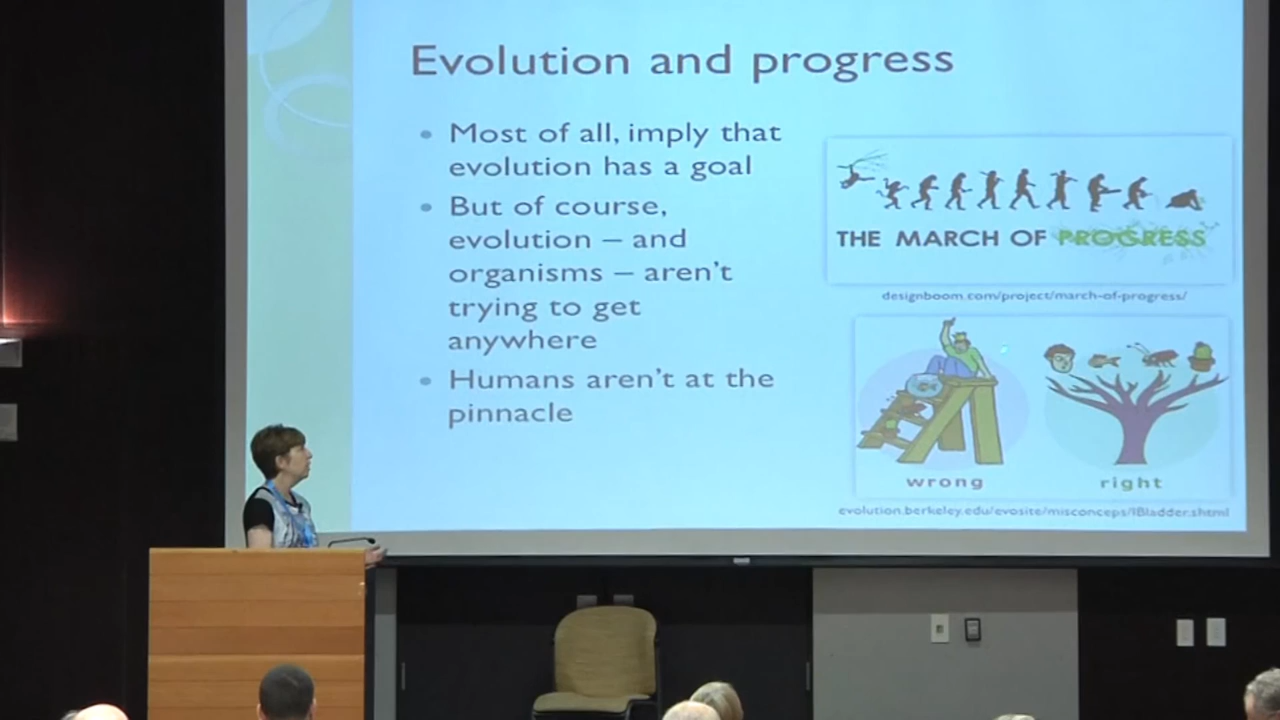 Evolution and progress
• Most of all, imply that
evolution has a goal
• But of course,
evolution – and
organisms – aren't
trying to get
anywhere
• Humans aren't at the
pinnacle
THE MARCH OF PROGRESS
designboom.com/project/march-of-progress/
wrong
right
evolution.berkeley.edu/evosite/misconceps/IBladder.shtml